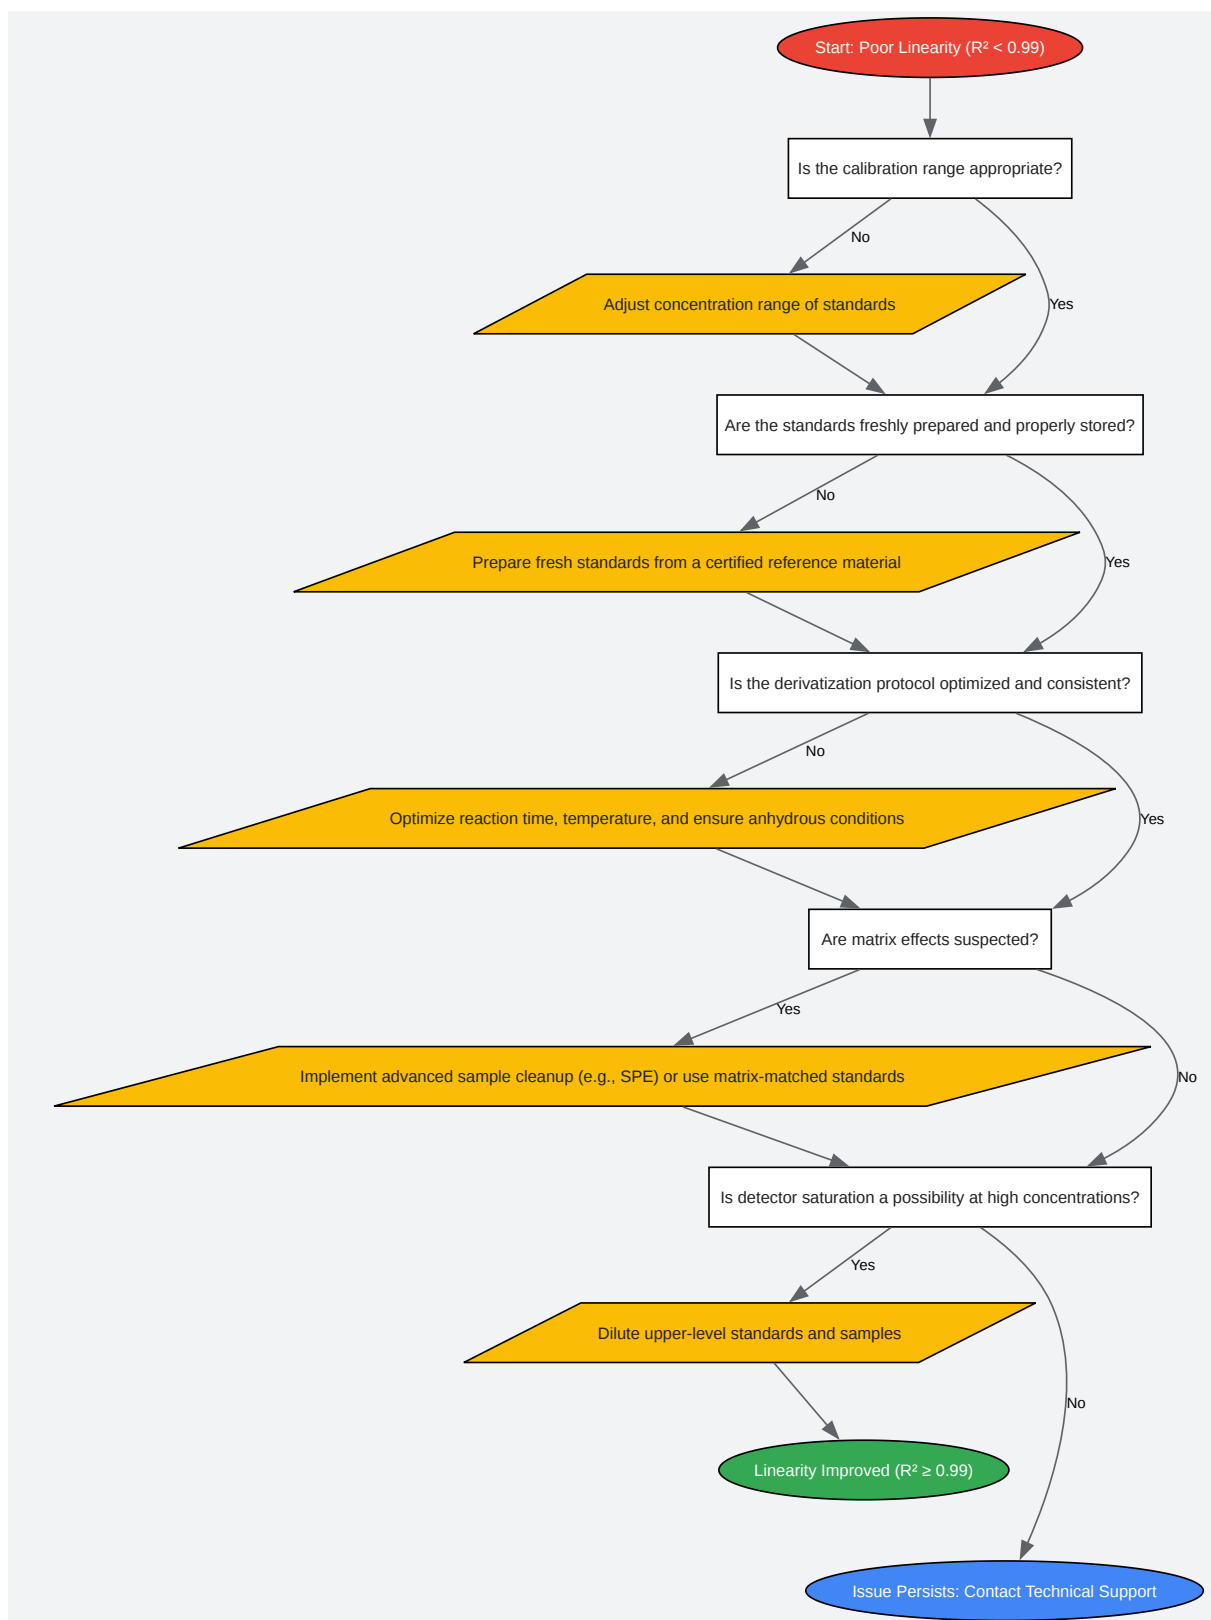 Start: Poor Linearity (R² < 0.99)
Is the calibration range appropriate?
No
Adjust concentration range of standards
Yes
Are the standards freshly prepared and properly stored?
No
Prepare fresh standards from a certified reference material
Yes
Is the derivatization protocol optimized and consistent?
No
Optimize reaction time, temperature, and ensure anhydrous conditions
Yes
Are matrix effects suspected?
Yes
Implement advanced sample cleanup (e.g., SPE) or use matrix-matched standards
No
Is detector saturation a possibility at high concentrations?
Yes
Dilute upper-level standards and samples
No
Linearity Improved (R² ≥ 0.99)
Issue Persists: Contact Technical Support